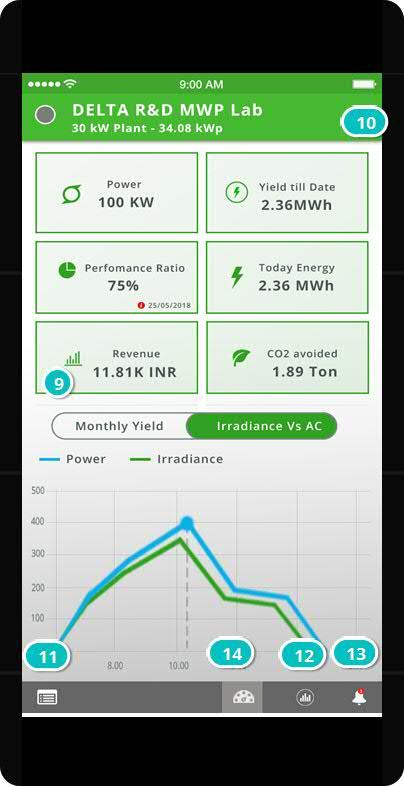 9:00 AM
DELTA R&D MWP Lab
30 kW Plant - 34.08 kWp
10
Power
100 KW
Yield till Date
2.36MWh
Perfomance Ratio
75%
25/05/2018
Today Energy
2.36 MWh
Revenue
11.81K INR
9
CO2 avoided
1.89 Ton
Monthly Yield
Irradiance Vs AC
Power
Irradiance
500
400
300
200
100
11
14
12
13
8.00
10.00